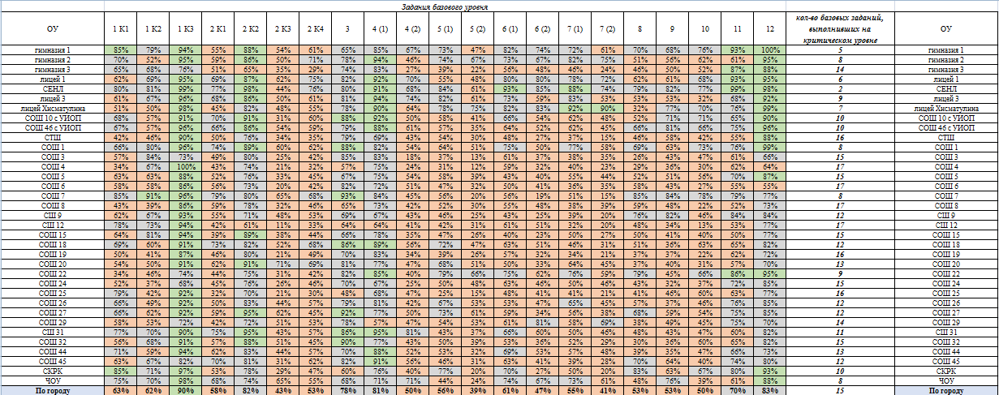 Задания базового уровня
ОУ 1 К1 1 К2 1 К3 2 К1 2 К2 2 К3 2 К4 3 4 (1) 4 (2) 5 (1) 5 (2) 6 (1) 6 (2) 7 (1) 7 (2) 8 9 10 11 12 кол-во базовых заданий, выполнивших на критическом уровне ОУ
гимназия 1 85% 79% 94% 55% 88% 54% 61% 65% 85% 67% 73% 47% 82% 74% 72% 61% 70% 68% 76% 93% 100% 5 гимназия 1
гимназия 2 70% 52% 95% 59% 86% 50% 71% 78% 94% 46% 74% 67% 73% 67% 82% 75% 51% 56% 62% 61% 95% 8 гимназия 2
гимназия 3 65% 68% 76% 51% 65% 35% 29% 74% 83% 27% 39% 22% 56% 48% 46% 24% 46% 50% 52% 87% 88% 14 гимназия 3
лицей 1 62% 69% 95% 69% 87% 62% 75% 82% 92% 70% 55% 48% 80% 80% 78% 72% 62% 61% 68% 93% 95% 6 лицей 1
СЕНЛ 80% 81% 99% 77% 98% 44% 76% 80% 91% 68% 84% 61% 93% 85% 88% 74% 79% 82% 77% 99% 98% 2 СЕНЛ
лицей 3 61% 67% 96% 68% 86% 50% 61% 81% 94% 74% 82% 61% 73% 59% 83% 53% 53% 53% 32% 68% 92% 9 лицей 3
лицей Хисматулина 51% 50% 98% 45% 82% 48% 55% 78% 90% 64% 78% 75% 82% 83% 92% 90% 32% 77% 70% 76% 99% 7 лицей Хисматулина
СОШ 10 с УИОП 68% 57% 91% 70% 91% 31% 60% 88% 92% 50% 58% 41% 66% 54% 62% 48% 52% 71% 71% 65% 90% 10 СОШ 10 с УИОП
СОШ 46 с УИОП 67% 57% 96% 66% 86% 54% 59% 79% 88% 61% 57% 35% 64% 52% 62% 45% 66% 81% 66% 75% 96% 10 СОШ 46 с УИОП
СТШ 42% 46% 90% 50% 76% 34% 35% 79% 69% 43% 54% 30% 48% 27% 37% 15% 46% 58% 42% 55% 88% 16 СТШ
СОШ 1 66% 80% 96% 74% 89% 60% 62% 88% 82% 54% 64% 51% 75% 50% 77% 58% 69% 63% 73% 76% 99% 8 СОШ 1
СОШ 3 57% 84% 73% 49% 80% 25% 42% 85% 83% 18% 37% 13% 61% 37% 38% 35% 26% 43% 47% 61% 66% 15 СОШ 3
СОШ 4 34% 67% 100% 43% 74% 21% 32% 57% 75% 24% 31% 12% 59% 32% 40% 23% 29% 36% 30% 62% 64% 17 СОШ 4
СОШ 5 63% 63% 88% 52% 76% 33% 45% 67% 75% 54% 58% 39% 43% 40% 55% 44% 52% 51% 56% 70% 87% 15 СОШ 5
СОШ 6 58% 58% 86% 56% 73% 20% 42% 82% 72% 51% 47% 32% 50% 41% 36% 35% 58% 43% 27% 55% 55% 17 СОШ 6
СОШ 7 85% 91% 96% 79% 80% 65% 68% 93% 84% 45% 56% 20% 56% 19% 51% 15% 85% 84% 78% 79% 77% 8 СОШ 7
СОШ 8 43% 39% 86% 59% 78% 32% 46% 65% 73% 42% 52% 30% 55% 48% 38% 39% 59% 48% 22% 52% 73% 17 СОШ 8
СШ 9 62% 67% 93% 55% 71% 48% 53% 69% 67% 43% 46% 25% 43% 25% 39% 20% 76% 82% 46% 84% 84% 12 СШ 9
СШ 12 78% 73% 94% 42% 61% 21% 33% 64% 64% 41% 42% 31% 61% 51% 32% 20% 48% 34% 13% 53% 77% 17 СШ 12
СОШ 15 64% 81% 94% 39% 89% 38% 44% 66% 78% 35% 47% 26% 40% 23% 50% 27% 50% 41% 40% 50% 77% 15 СОШ 15
СОШ 18 69% 60% 91% 73% 82% 52% 68% 86% 89% 56% 72% 47% 63% 51% 46% 31% 51% 36% 63% 65% 82% 12 СОШ 18
СОШ 19 50% 41% 87% 46% 80% 21% 49% 70% 83% 34% 39% 26% 57% 32% 34% 21% 37% 37% 22% 62% 72% 16 СОШ 19
СОШ 20 54% 50% 91% 62% 91% 71% 69% 81% 77% 47% 68% 51% 50% 33% 64% 45% 37% 40% 31% 57% 70% 13 СОШ 20
СОШ 22 34% 46% 74% 44% 75% 31% 42% 82% 85% 40% 79% 66% 75% 62% 76% 59% 79% 45% 44% 86% 95% 9 СОШ 22
СОШ 24 52% 37% 68% 45% 76% 26% 46% 70% 67% 25% 50% 48% 63% 46% 50% 46% 43% 32% 37% 72% 85% 15 СОШ 24
СОШ 25 79% 42% 92% 32% 70% 21% 30% 48% 68% 47% 25% 15% 48% 41% 41% 21% 41% 46% 60% 63% 77% 16 СОШ 25
СОШ 26 66% 49% 92% 50% 83% 44% 57% 79% 81% 42% 67% 53% 53% 47% 65% 45% 57% 37% 46% 76% 85% 12 СОШ 26
СОШ 27 66% 62% 92% 59% 95% 62% 45% 92% 77% 50% 73% 61% 59% 34% 56% 38% 68% 59% 54% 75% 85% 12 СОШ 27
СОШ 29 58% 53% 72% 42% 72% 51% 53% 78% 57% 47% 54% 53% 61% 81% 58% 69% 38% 49% 45% 75% 70% 14 СОШ 29
СШ 31 77% 70% 90% 75% 95% 43% 57% 86% 95% 81% 43% 37% 66% 60% 50% 46% 48% 43% 47% 60% 82% 11 СШ 31
СОШ 32 56% 68% 91% 57% 88% 51% 45% 90% 77% 43% 50% 39% 53% 36% 52% 29% 30% 36% 60% 65% 82% 15 СОШ 32
СОШ 44 71% 59% 94% 62% 83% 44% 57% 70% 88% 52% 53% 32% 69% 53% 57% 48% 39% 35% 47% 66% 73% 13 СОШ 44
СОШ 45 63% 67% 82% 70% 81% 31% 62% 82% 91% 56% 46% 33% 63% 41% 39% 28% 70% 64% 40% 74% 80% 12 СОШ 45
СКРК 85% 71% 97% 53% 78% 29% 47% 60% 76% 40% 77% 20% 70% 27% 50% 20% 83% 63% 67% 80% 93% 10 СКРК
ЧОУ 75% 70% 98% 68% 74% 65% 55% 68% 71% 71% 44% 24% 74% 67% 73% 61% 48% 76% 39% 61% 88% 8 ЧОУ
По городу 63% 62% 90% 58% 82% 43% 53% 78% 81% 50% 56% 39% 61% 47% 55% 41% 53% 53% 50% 70% 83% 15 По городу